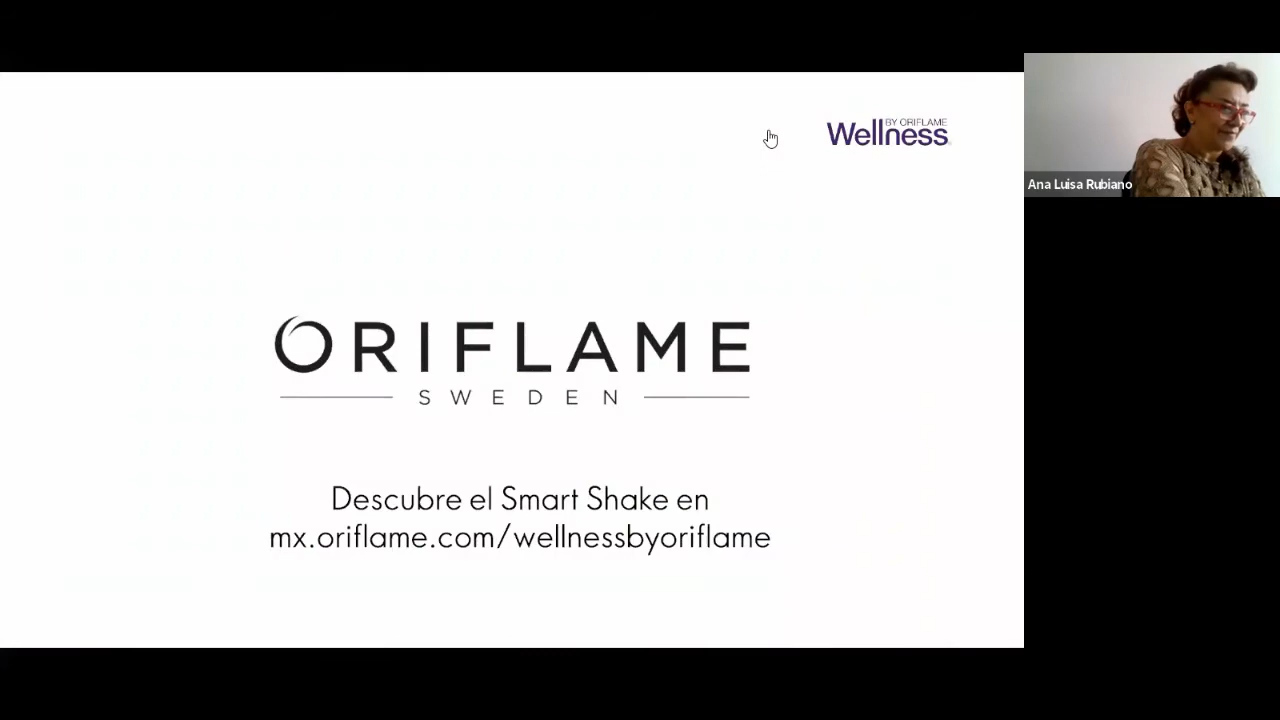 BY ORIFLAME
Wellness
Ana Luisa Rubiano
ORIFLAME
SWEDEN
Descubre el Smart Shake en
mx.oriflame.com/wellnessbyoriflame